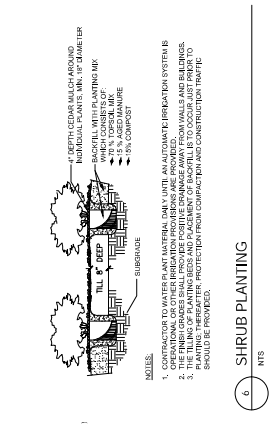 4" DEPTH CEDAR MULCH AROUND
INDIVIDUAL PLANTS, MIN. 18" DIAMETER
BACKFILL WITH PLANTING MIX
WHICH CONSISTS OF:
70 % TOPSOIL MIX
15 % AGED MANURE
15% COMPOST
TILL 8" DEEP
SUBGRADE
NOTES:
1. CONTRACTOR TO WATER PLANT MATERIAL DAILY UNTIL AN AUTOMATIC IRRIGATION SYSTEM IS
OPERATIONAL OR OTHER IRRIGATION PROVISIONS ARE PROVIDED.
2. THE FINISH GRADES SHALL PROVIDE POSITIVE DRAINAGE AWAY FROM WALLS AND BUILDINGS.
3. THE TILLING OF PLANTING BEDS AND PLACEMENT OF BACKFILL IS TO OCCUR JUST PRIOR TO
PLANTING THEREAFTER, PROTECTION FROM COMPACTION AND CONSTRUCTION TRAFFIC
SHOULD BE PROVIDED.
6
SHRUB PLANTING
NTS